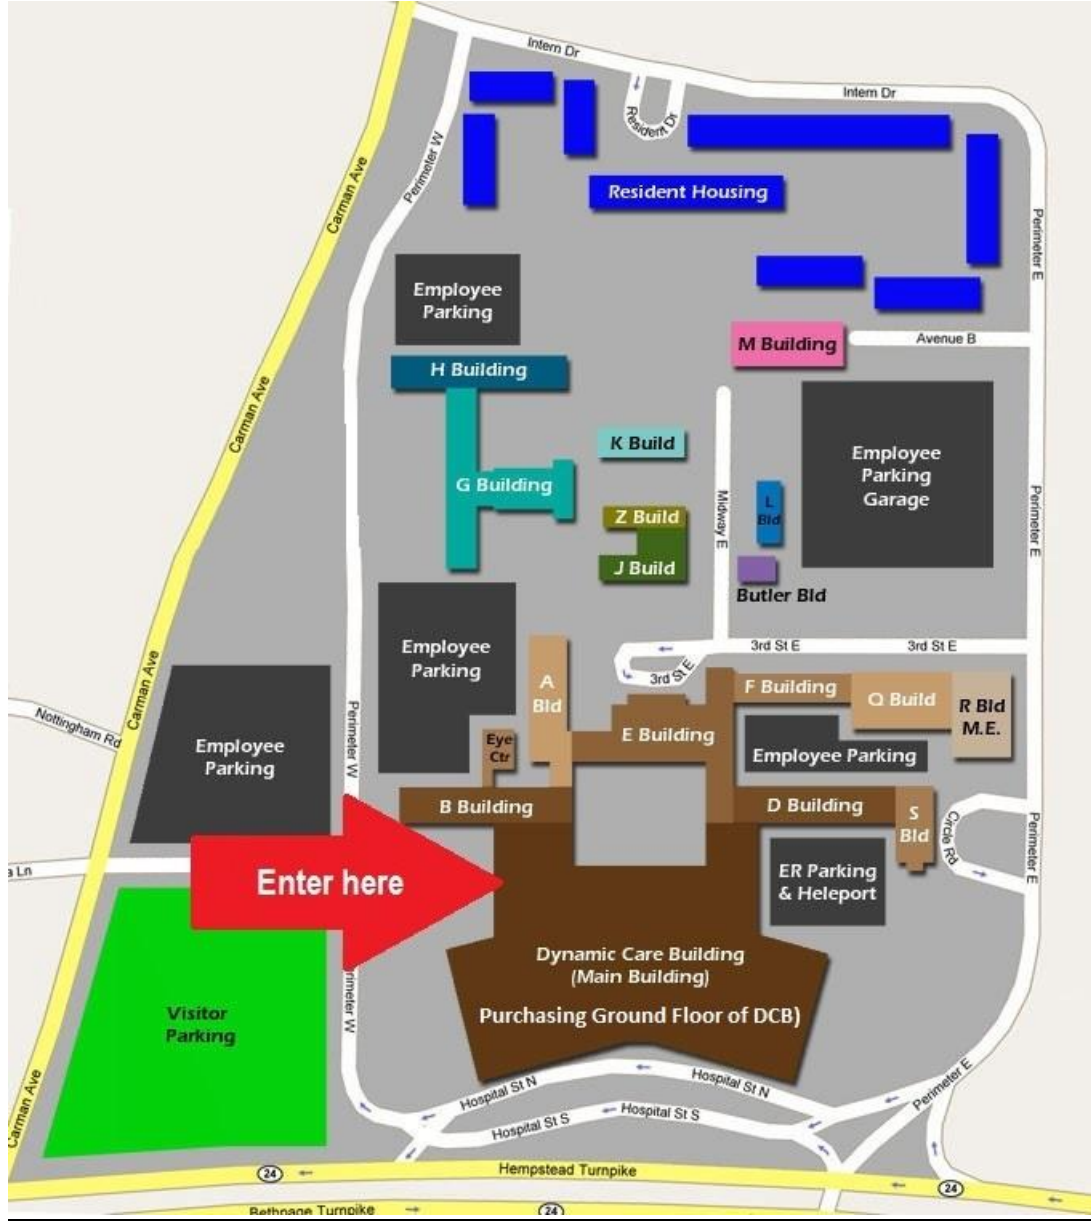 Intern Dr
Intern Dr
Resident Dr
Carman Ave
Perimeter W
Resident Housing
Perimeter E
Employee
Parking
M Building
Avenue B
H Building
Carman Ave
K Build
Employee
Parking
Garage
G Building
L
Bld
Midway E
Perimeter E
Z Build
J Build
Butler Bld
Employee
Parking
3rd St E
3rd St E
3rd St E
A
Bld
F Building
Q Build
R Bld
M.E.
Carman Ave
Nottingham Rd
Perimeter W
Employee
Parking
Eye
Ctr
E Building
Employee Parking
B Building
D Building
S
Bld
Circle Rd
Perimeter E
a Ln
Enter here
ER Parking
& Heleport
Dynamic Care Building
(Main Building)
Purchasing Ground Floor of DCB)
Visitor
Parking
erimeter W
Hospital St N
Hospital St N
Perimeter E
Carman Ave
Hospital St S
Hospital St S
24
Hempstead Turnpike
24
Bethpage Turnpike
24